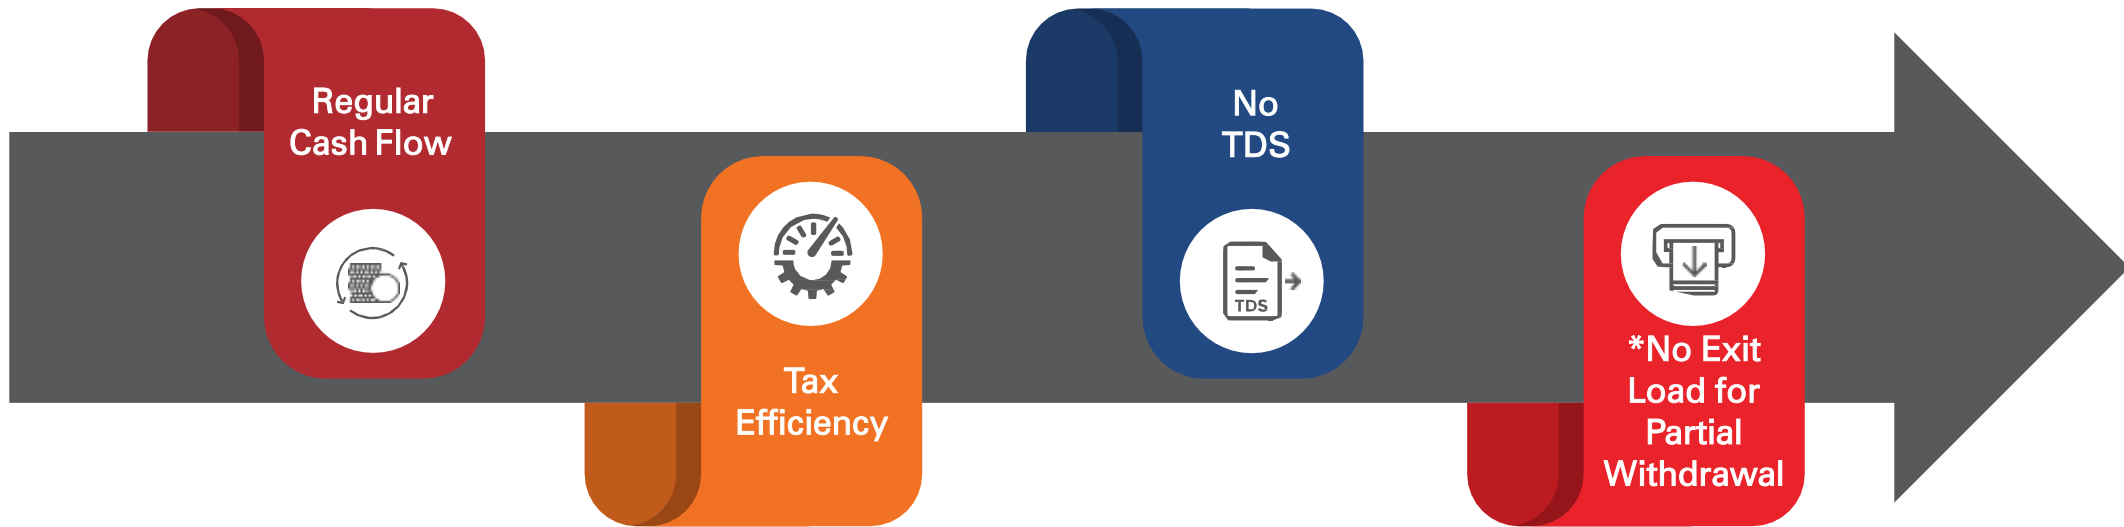 Regular
Cash Flow
Tax
Efficiency
No
TDS
TDS
*No Exit
Load for
Partial
Withdrawal